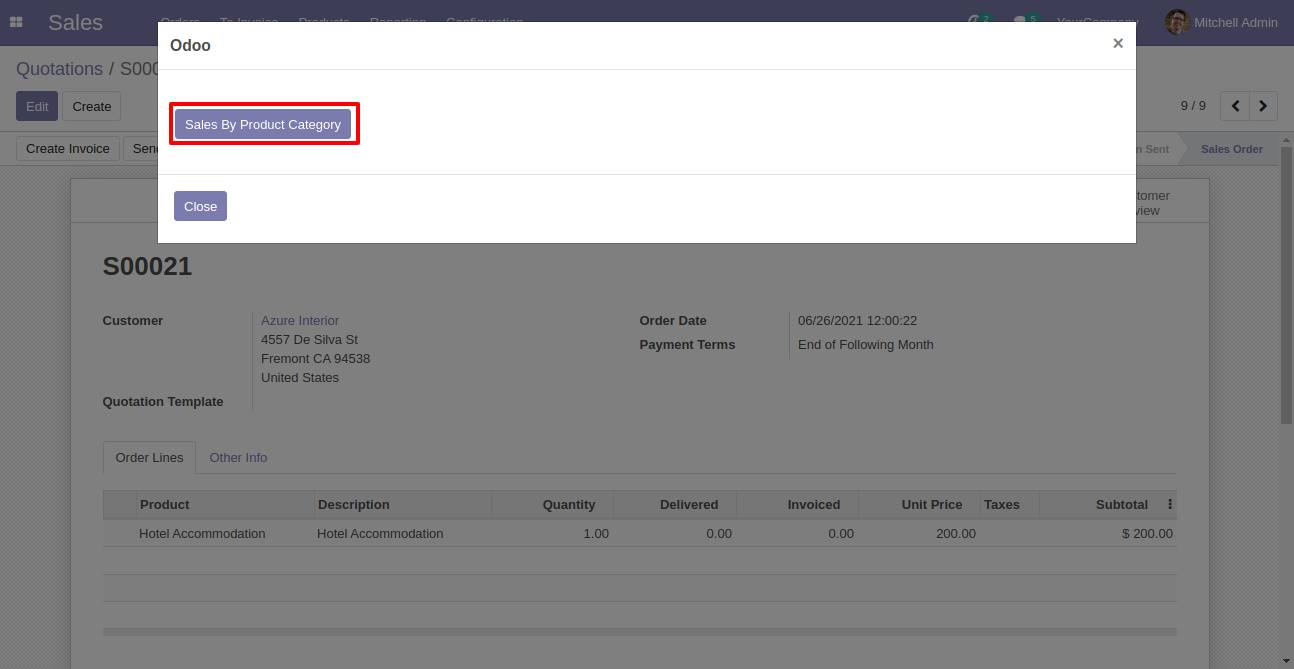 Sales
Orders To Invoice Products Reporting Configuration
2
5
YourCompany
Mitchell Admin
Odoo
×
Quotations / S000
Edit
Create
9 / 9
Sales By Product Category
Create Invoice
Sen
n Sent
Sales Order
Close
tomer
view
S00021
Customer
Azure Interior
4557 De Silva St
Fremont CA 94538
United States
Order Date 06/26/2021 12:00:22
Payment Terms End of Following Month
Quotation Template
Order Lines Other Info
Product Description Quantity Delivered Invoiced Unit Price Taxes Subtotal
Hotel Accommodation Hotel Accommodation 1.00 0.00 0.00 200.00 $ 200.00